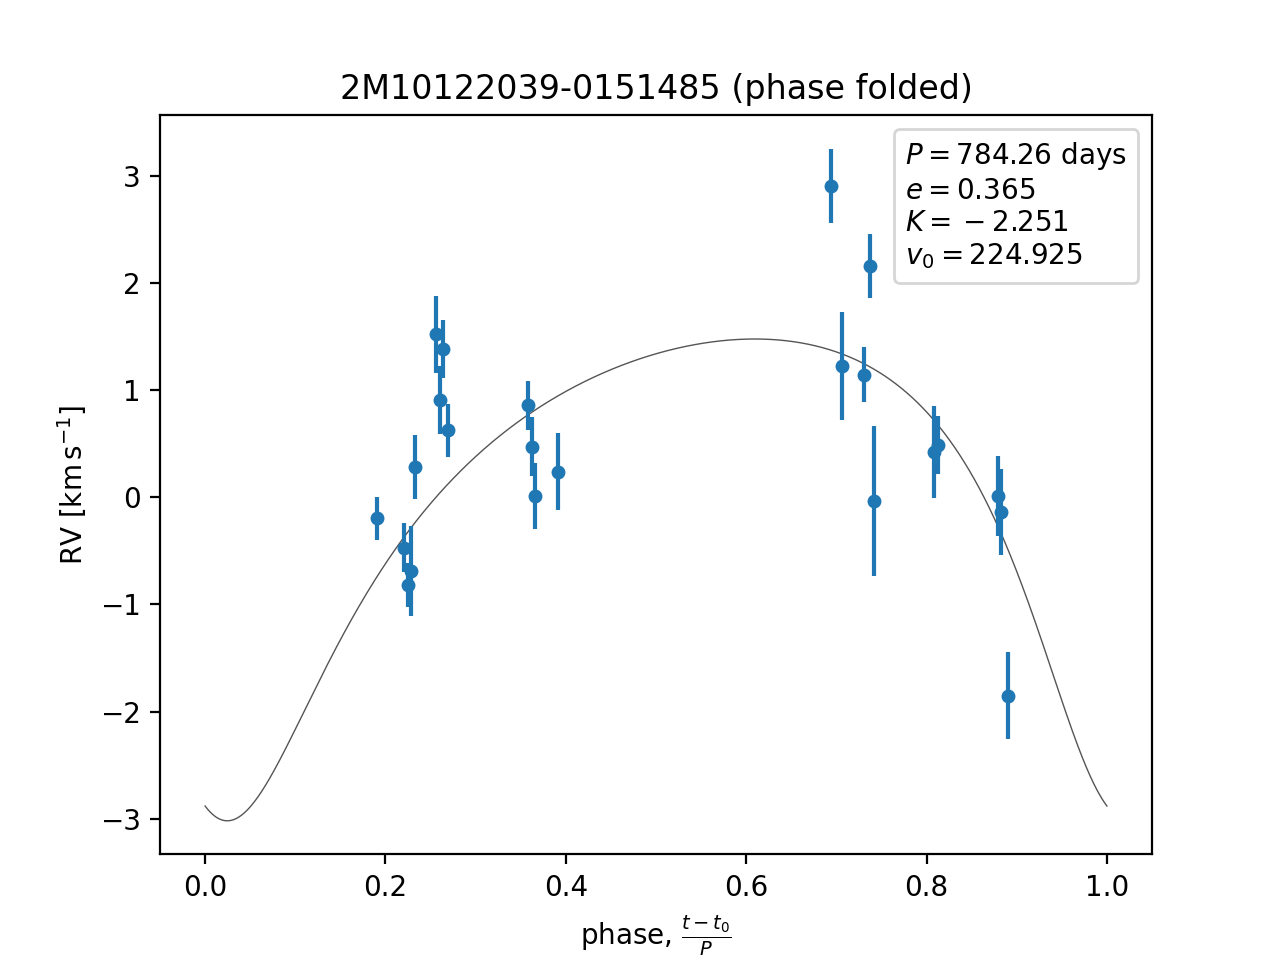 2M10122039-0151485 (phase folded)
P = 784.26 days
e = 0.365
K = −2.251
v₀ = 224.925
3
2
1
0
−1
−2
−3
RV [km s⁻¹]
0.0 0.2 0.4 0.6 0.8 1.0
phase, (t − t₀)/P